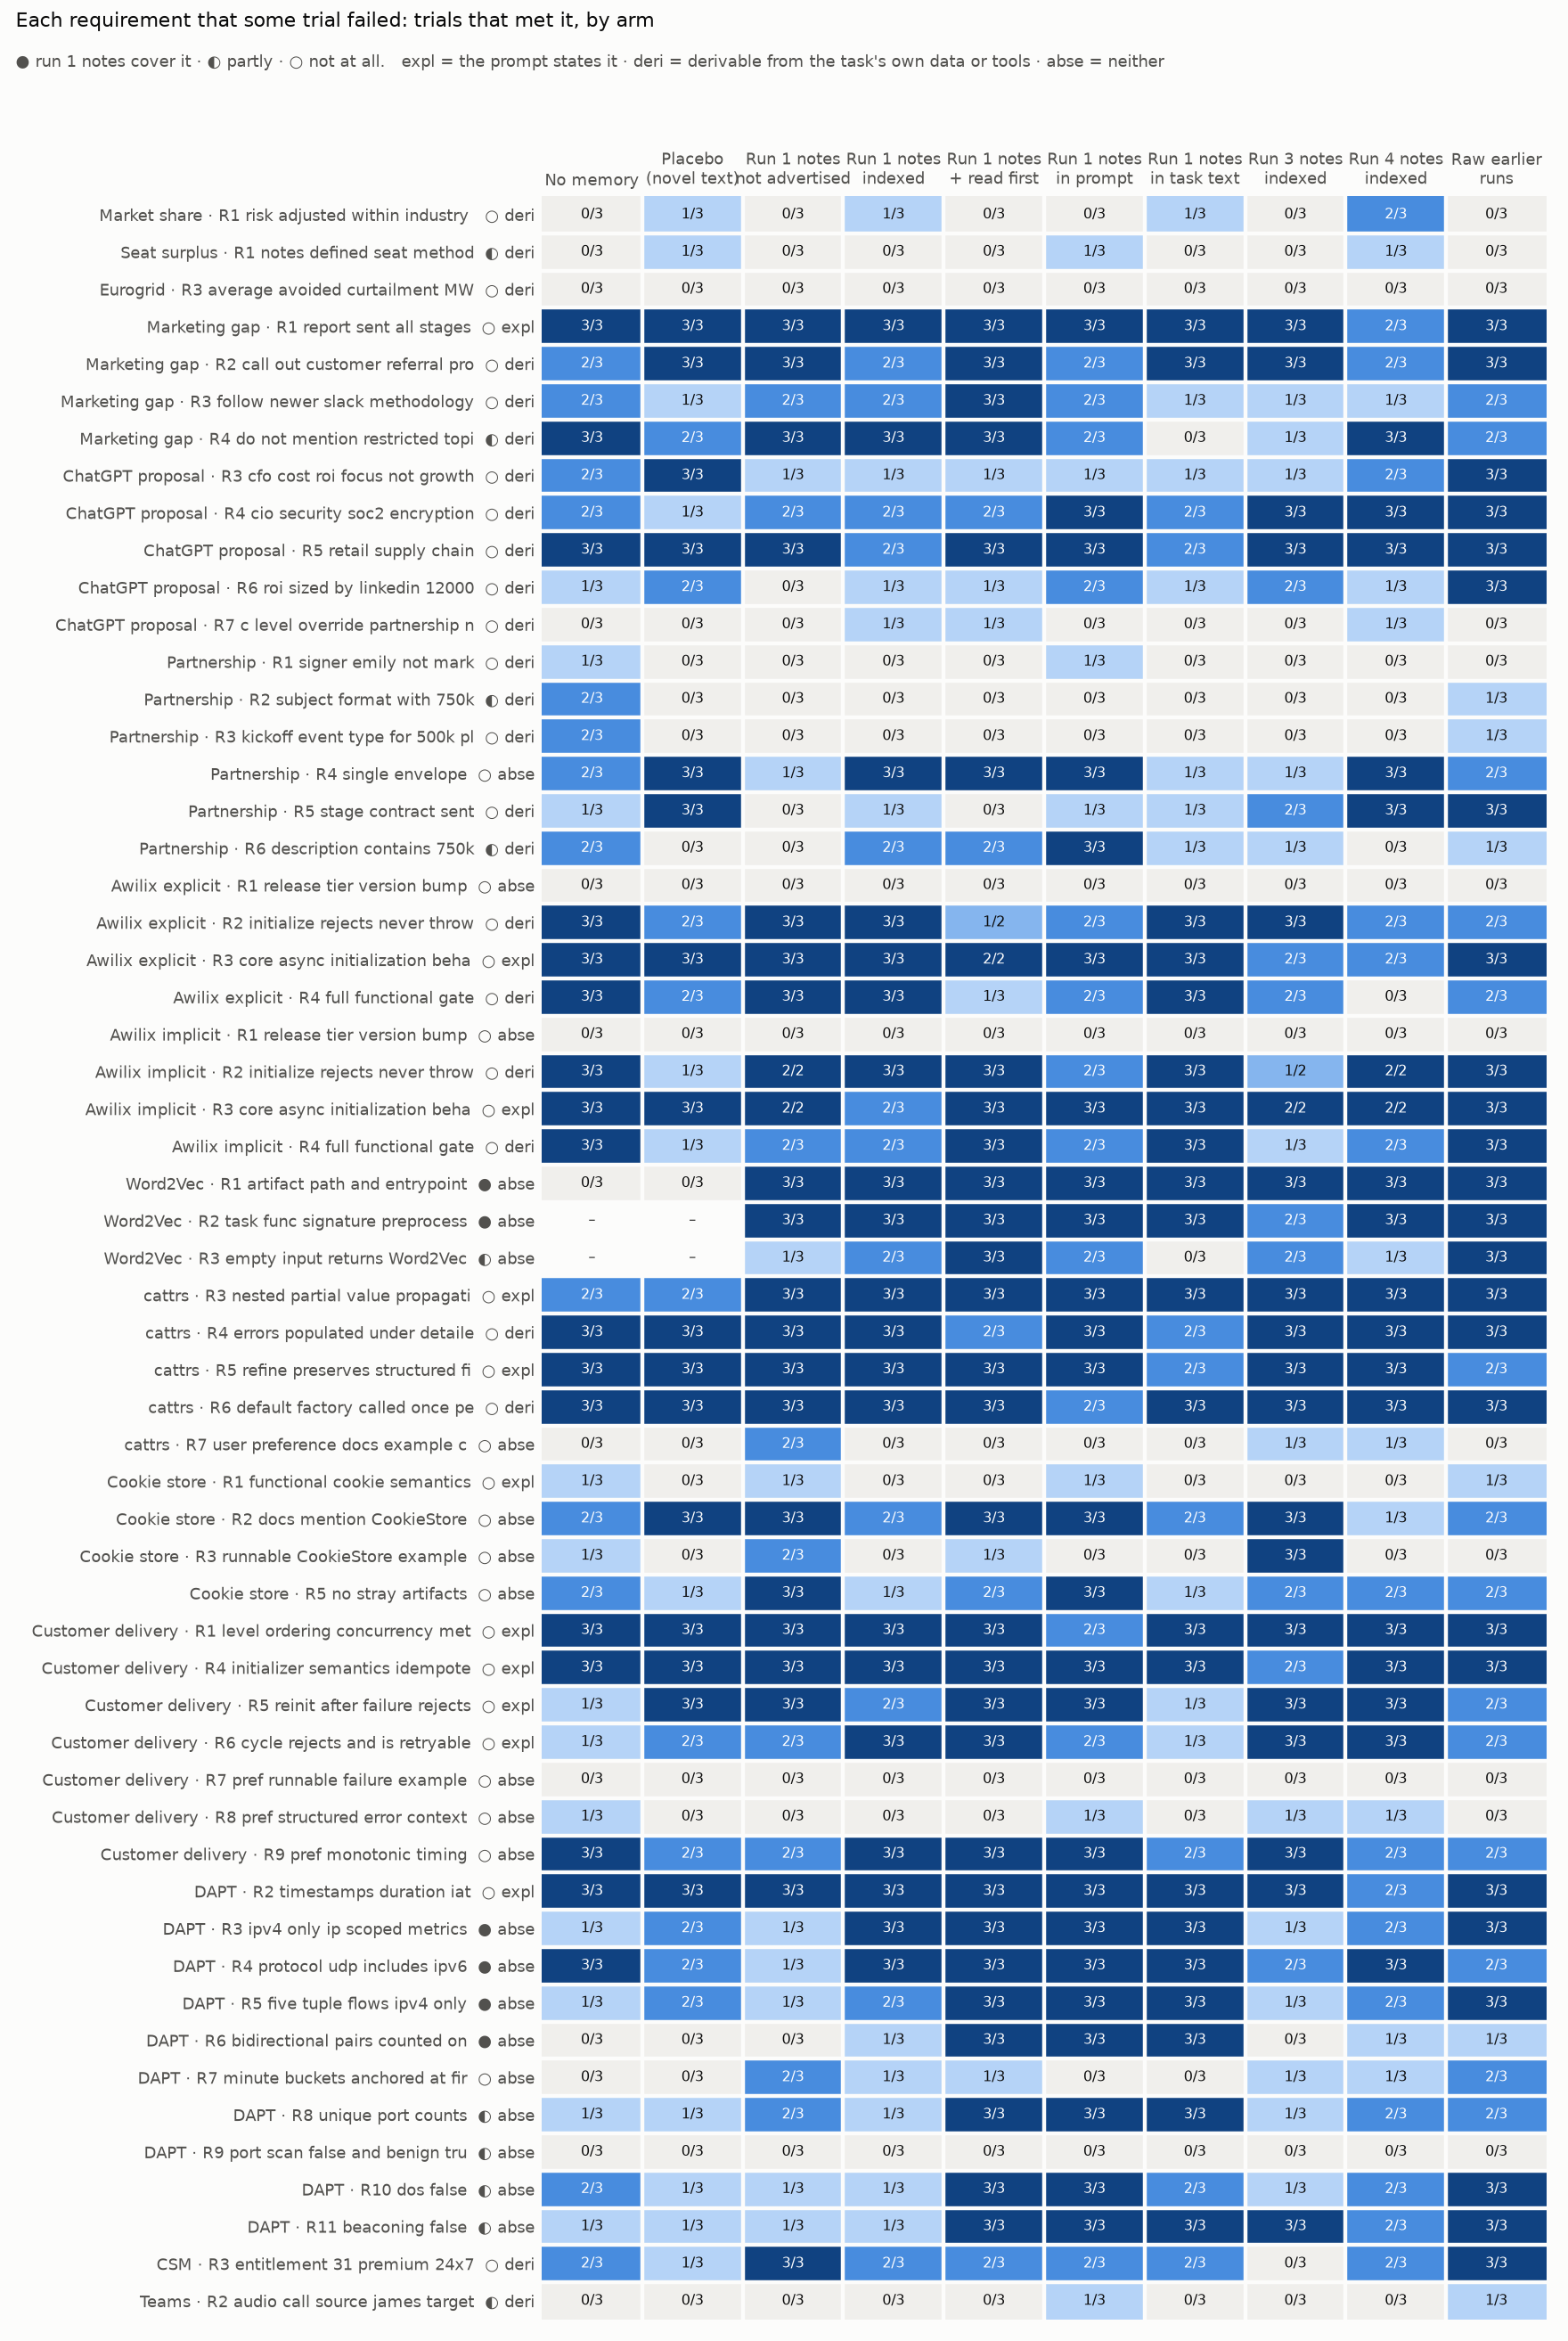 Each requirement that some trial failed: trials that met it, by arm
● run 1 notes cover it · ◐ partly · ○ not at all. expl = the prompt states it · deri = derivable from the task's own data or tools · abse = neither
Placebo Run 1 notes Run 1 notes Run 1 notes Run 1 notes Run 1 notes Run 3 notes Run 4 notes Raw earlier
No memory (novel text) not advertised indexed + read first in prompt in task text indexed indexed runs
Market share · R1 risk adjusted within industry ○ deri 0/3 1/3 0/3 1/3 0/3 0/3 1/3 0/3 2/3 0/3
Seat surplus · R1 notes defined seat method ◐ deri 0/3 1/3 0/3 0/3 0/3 1/3 0/3 0/3 1/3 0/3
Eurogrid · R3 average avoided curtailment MW ○ deri 0/3 0/3 0/3 0/3 0/3 0/3 0/3 0/3 0/3 0/3
Marketing gap · R1 report sent all stages ○ expl 3/3 3/3 3/3 3/3 3/3 3/3 3/3 3/3 2/3 3/3
Marketing gap · R2 call out customer referral pro ○ deri 2/3 3/3 3/3 2/3 3/3 2/3 3/3 3/3 2/3 3/3
Marketing gap · R3 follow newer slack methodology ○ deri 2/3 1/3 2/3 2/3 3/3 2/3 1/3 1/3 1/3 2/3
Marketing gap · R4 do not mention restricted topi ◐ deri 3/3 2/3 3/3 3/3 3/3 2/3 0/3 1/3 3/3 2/3
ChatGPT proposal · R3 cfo cost roi focus not growth ○ deri 2/3 3/3 1/3 1/3 1/3 1/3 1/3 1/3 2/3 3/3
ChatGPT proposal · R4 cio security soc2 encryption ○ deri 2/3 1/3 2/3 2/3 2/3 3/3 2/3 3/3 3/3 3/3
ChatGPT proposal · R5 retail supply chain ○ deri 3/3 3/3 3/3 2/3 3/3 3/3 2/3 3/3 3/3 3/3
ChatGPT proposal · R6 roi sized by linkedin 12000 ○ deri 1/3 2/3 0/3 1/3 1/3 2/3 1/3 2/3 1/3 3/3
ChatGPT proposal · R7 c level override partnership n ○ deri 0/3 0/3 0/3 1/3 1/3 0/3 0/3 0/3 1/3 0/3
Partnership · R1 signer emily not mark ○ deri 1/3 0/3 0/3 0/3 0/3 1/3 0/3 0/3 0/3 0/3
Partnership · R2 subject format with 750k ◐ deri 2/3 0/3 0/3 0/3 0/3 0/3 0/3 0/3 0/3 1/3
Partnership · R3 kickoff event type for 500k pl ○ deri 2/3 0/3 0/3 0/3 0/3 0/3 0/3 0/3 0/3 1/3
Partnership · R4 single envelope ○ abse 2/3 3/3 1/3 3/3 3/3 3/3 1/3 1/3 3/3 2/3
Partnership · R5 stage contract sent ○ deri 1/3 3/3 0/3 1/3 0/3 1/3 1/3 2/3 3/3 3/3
Partnership · R6 description contains 750k ◐ deri 2/3 0/3 0/3 2/3 2/3 3/3 1/3 1/3 0/3 1/3
Awilix explicit · R1 release tier version bump ○ abse 0/3 0/3 0/3 0/3 0/3 0/3 0/3 0/3 0/3 0/3
Awilix explicit · R2 initialize rejects never throw ○ deri 3/3 2/3 3/3 3/3 1/2 2/3 3/3 3/3 2/3 2/3
Awilix explicit · R3 core async initialization beha ○ expl 3/3 3/3 3/3 3/3 2/2 3/3 3/3 2/3 2/3 3/3
Awilix explicit · R4 full functional gate ○ deri 3/3 2/3 3/3 3/3 1/3 2/3 3/3 2/3 0/3 2/3
Awilix implicit · R1 release tier version bump ○ abse 0/3 0/3 0/3 0/3 0/3 0/3 0/3 0/3 0/3 0/3
Awilix implicit · R2 initialize rejects never throw ○ deri 3/3 1/3 2/2 3/3 3/3 2/3 3/3 1/2 2/2 3/3
Awilix implicit · R3 core async initialization beha ○ expl 3/3 3/3 2/2 2/3 3/3 3/3 3/3 2/2 2/2 3/3
Awilix implicit · R4 full functional gate ○ deri 3/3 1/3 2/3 2/3 3/3 2/3 3/3 1/3 2/3 3/3
Word2Vec · R1 artifact path and entrypoint ● abse 0/3 0/3 3/3 3/3 3/3 3/3 3/3 3/3 3/3 3/3
Word2Vec · R2 task func signature preprocess ● abse – – 3/3 3/3 3/3 3/3 3/3 2/3 3/3 3/3
Word2Vec · R3 empty input returns Word2Vec ◐ abse – – 1/3 2/3 3/3 2/3 0/3 2/3 1/3 3/3
cattrs · R3 nested partial value propagati ○ expl 2/3 2/3 3/3 3/3 3/3 3/3 3/3 3/3 3/3 3/3
cattrs · R4 errors populated under detaile ○ deri 3/3 3/3 3/3 3/3 2/3 3/3 2/3 3/3 3/3 3/3
cattrs · R5 refine preserves structured fi ○ expl 3/3 3/3 3/3 3/3 3/3 3/3 2/3 3/3 3/3 2/3
cattrs · R6 default factory called once pe ○ deri 3/3 3/3 3/3 3/3 3/3 2/3 3/3 3/3 3/3 3/3
cattrs · R7 user preference docs example c ○ abse 0/3 0/3 2/3 0/3 0/3 0/3 0/3 1/3 1/3 0/3
Cookie store · R1 functional cookie semantics ○ expl 1/3 0/3 1/3 0/3 0/3 1/3 0/3 0/3 0/3 1/3
Cookie store · R2 docs mention CookieStore ○ abse 2/3 3/3 3/3 2/3 3/3 3/3 2/3 3/3 1/3 2/3
Cookie store · R3 runnable CookieStore example ○ abse 1/3 0/3 2/3 0/3 1/3 0/3 0/3 3/3 0/3 0/3
Cookie store · R5 no stray artifacts ○ abse 2/3 1/3 3/3 1/3 2/3 3/3 1/3 2/3 2/3 2/3
Customer delivery · R1 level ordering concurrency met ○ expl 3/3 3/3 3/3 3/3 3/3 2/3 3/3 3/3 3/3 3/3
Customer delivery · R4 initializer semantics idempote ○ expl 3/3 3/3 3/3 3/3 3/3 3/3 3/3 2/3 3/3 3/3
Customer delivery · R5 reinit after failure rejects ○ expl 1/3 3/3 3/3 2/3 3/3 3/3 1/3 3/3 3/3 2/3
Customer delivery · R6 cycle rejects and is retryable ○ expl 1/3 2/3 2/3 3/3 3/3 2/3 1/3 3/3 3/3 2/3
Customer delivery · R7 pref runnable failure example ○ abse 0/3 0/3 0/3 0/3 0/3 0/3 0/3 0/3 0/3 0/3
Customer delivery · R8 pref structured error context ○ abse 1/3 0/3 0/3 0/3 0/3 1/3 0/3 1/3 1/3 0/3
Customer delivery · R9 pref monotonic timing ○ abse 3/3 2/3 2/3 3/3 3/3 3/3 2/3 3/3 2/3 2/3
DAPT · R2 timestamps duration iat ○ expl 3/3 3/3 3/3 3/3 3/3 3/3 3/3 3/3 2/3 3/3
DAPT · R3 ipv4 only ip scoped metrics ● abse 1/3 2/3 1/3 3/3 3/3 3/3 3/3 1/3 2/3 3/3
DAPT · R4 protocol udp includes ipv6 ● abse 3/3 2/3 1/3 3/3 3/3 3/3 3/3 2/3 3/3 2/3
DAPT · R5 five tuple flows ipv4 only ● abse 1/3 2/3 1/3 2/3 3/3 3/3 3/3 1/3 2/3 3/3
DAPT · R6 bidirectional pairs counted on ● abse 0/3 0/3 0/3 1/3 3/3 3/3 3/3 0/3 1/3 1/3
DAPT · R7 minute buckets anchored at fir ○ abse 0/3 0/3 2/3 1/3 1/3 0/3 0/3 1/3 1/3 2/3
DAPT · R8 unique port counts ◐ abse 1/3 1/3 2/3 1/3 3/3 3/3 3/3 1/3 2/3 2/3
DAPT · R9 port scan false and benign tru ◐ abse 0/3 0/3 0/3 0/3 0/3 0/3 0/3 0/3 0/3 0/3
DAPT · R10 dos false ◐ abse 2/3 1/3 1/3 1/3 3/3 3/3 2/3 1/3 2/3 3/3
DAPT · R11 beaconing false ◐ abse 1/3 1/3 1/3 1/3 3/3 3/3 3/3 3/3 2/3 3/3
CSM · R3 entitlement 31 premium 24x7 ○ deri 2/3 1/3 3/3 2/3 2/3 2/3 2/3 0/3 2/3 3/3
Teams · R2 audio call source james target ◐ deri 0/3 0/3 0/3 0/3 0/3 1/3 0/3 0/3 0/3 1/3